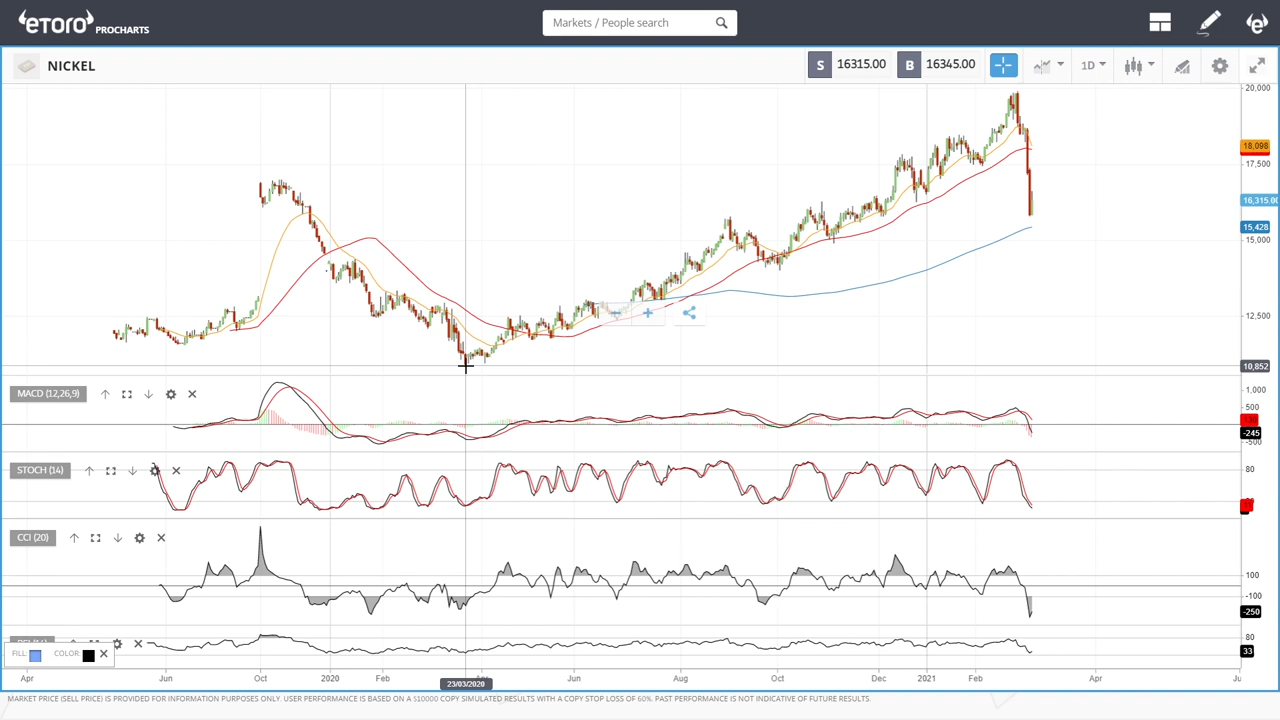 eToro PROCHARTS
Markets / People search
NICKEL
S 16315.00 B 16345.00 1D
20,000
18,098
17,500
16,315.00
15,428
15,000
12,500
10,852
MACD (12,26,9)
1,000
500
-245
-500
STOCH (14)
80
CCI (20)
100
-100
-250
80
33
FILL: COLOR:
Apr Jun Oct 2020 Feb Jun Aug Oct Dec 2021 Feb Apr
23/03/2020
MARKET PRICE (SELL PRICE) IS PROVIDED FOR INFORMATION PURPOSES ONLY. USER PERFORMANCE IS BASED ON A $10000 COPY SIMULATED RESULTS WITH A COPY STOP LOSS OF 60%. PAST PERFORMANCE IS NOT INDICATIVE OF FUTURE RESULTS.